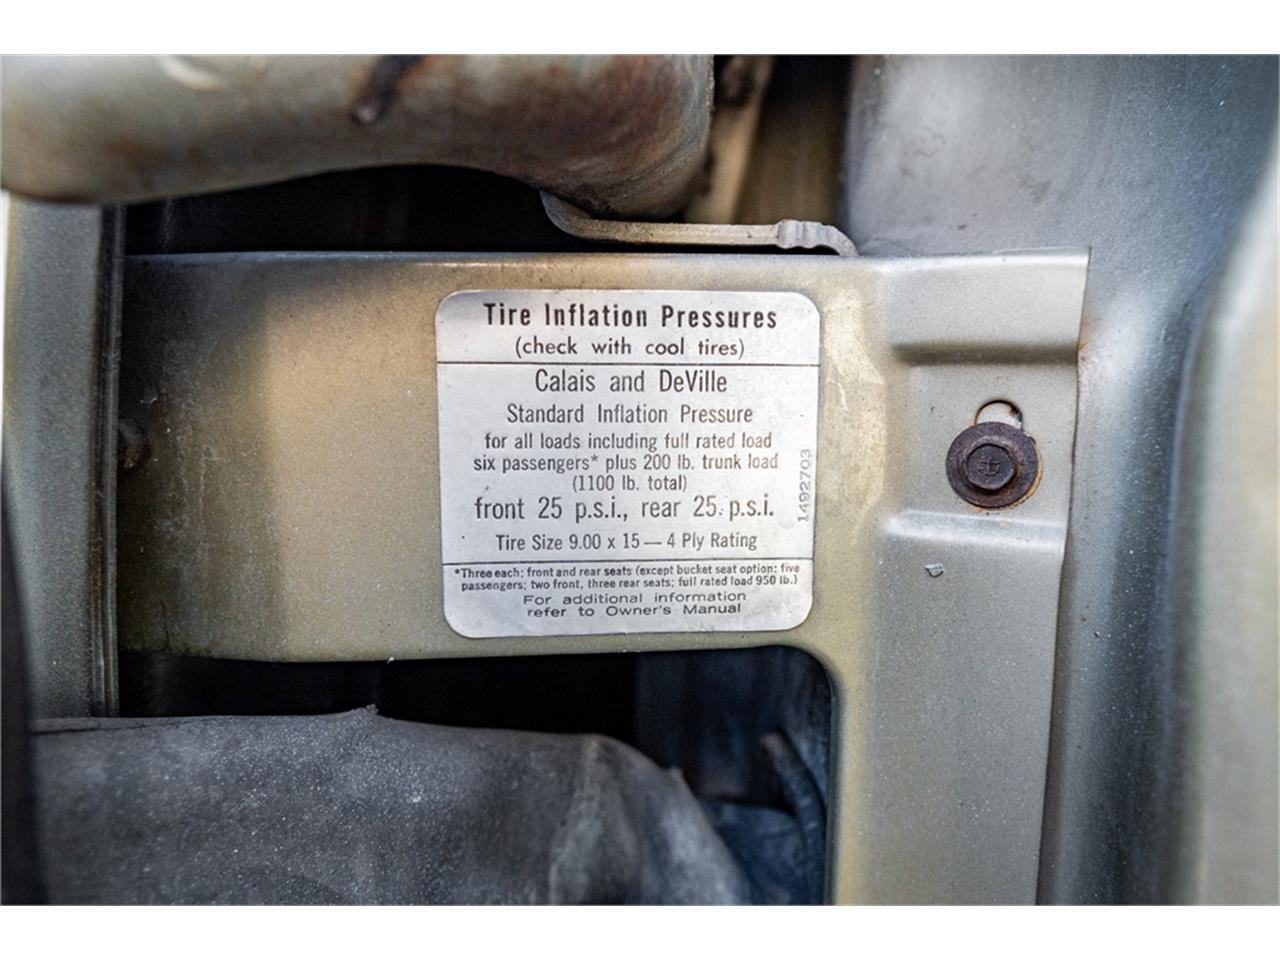 Tire Inflation Pressures
(check with cool tires)
Calais and DeVille
Standard Inflation Pressure
for all loads including full rated load
six passengers* plus 200 lb. trunk load
(1100 lb. total)
front 25 p.s.i., rear 25 p.s.i.
Tire Size 9.00 x 15 — 4 Ply Rating
1492703
*Three each; front and rear seats (except bucket seat option: five
passengers; two front, three rear seats; full rated load 950 lb.)
For additional information
refer to Owner's Manual